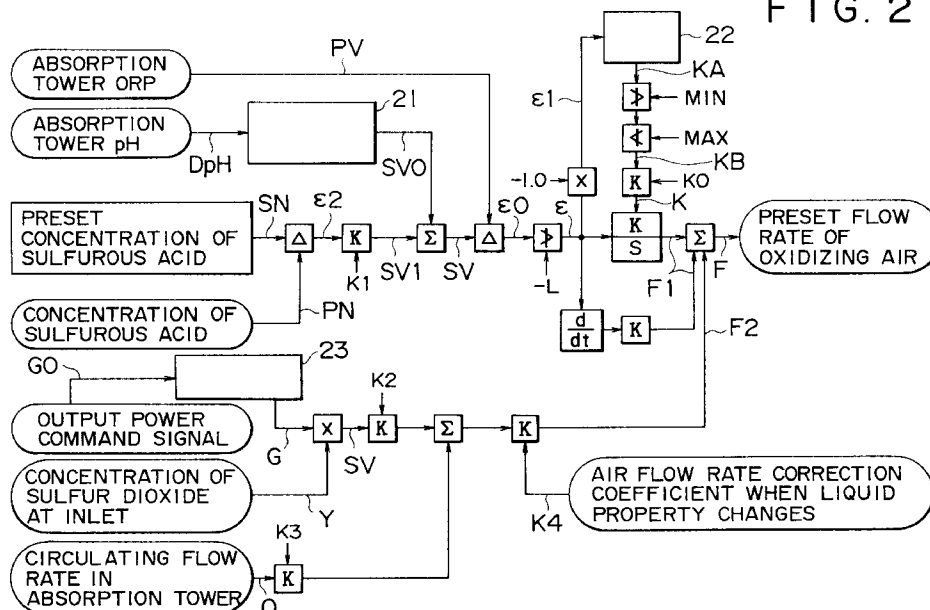 FIG. 2
ABSORPTION
TOWER ORP
PV
22
KA
MIN
MAX
KB
KO
K
K
ε1
-1.0
X
ABSORPTION
TOWER pH
DpH
21
SVO
PRESET
CONCENTRATION OF
SULFUROUS ACID
SN
Δ
ε2
K
K1
SV1
Σ
SV
Δ
ε0
-L
ε
K
S
F1
Σ
F
PRESET FLOW
RATE OF
OXIDIZING AIR
CONCENTRATION OF
SULFUROUS ACID
PN
d
dt
K
F2
GO
23
OUTPUT POWER
COMMAND SIGNAL
G
X
SV
K2
K
Σ
K
CONCENTRATION OF
SULFUR DIOXIDE
AT INLET
Y
K4
AIR FLOW RATE CORRECTION
COEFFICIENT WHEN LIQUID
PROPERTY CHANGES
CIRCULATING FLOW
RATE IN
ABSORPTION TOWER
K3
K